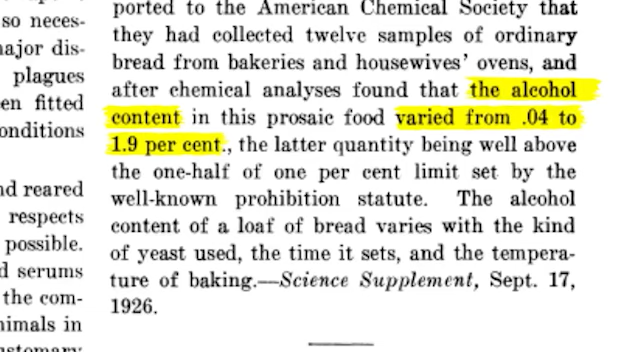 so neces-
major dis-
plagues
en fitted
onditions
nd reared
respects
possible.
d serums
the com-
nimals in
ported to the American Chemical Society that
they had collected twelve samples of ordinary
bread from bakeries and housewives' ovens, and
after chemical analyses found that the alcohol
content in this prosaic food varied from .04 to
1.9 per cent., the latter quantity being well above
the one-half of one per cent limit set by the
well-known prohibition statute. The alcohol
content of a loaf of bread varies with the kind
of yeast used, the time it sets, and the tempera-
ture of baking.—Science Supplement, Sept. 17,
1926.